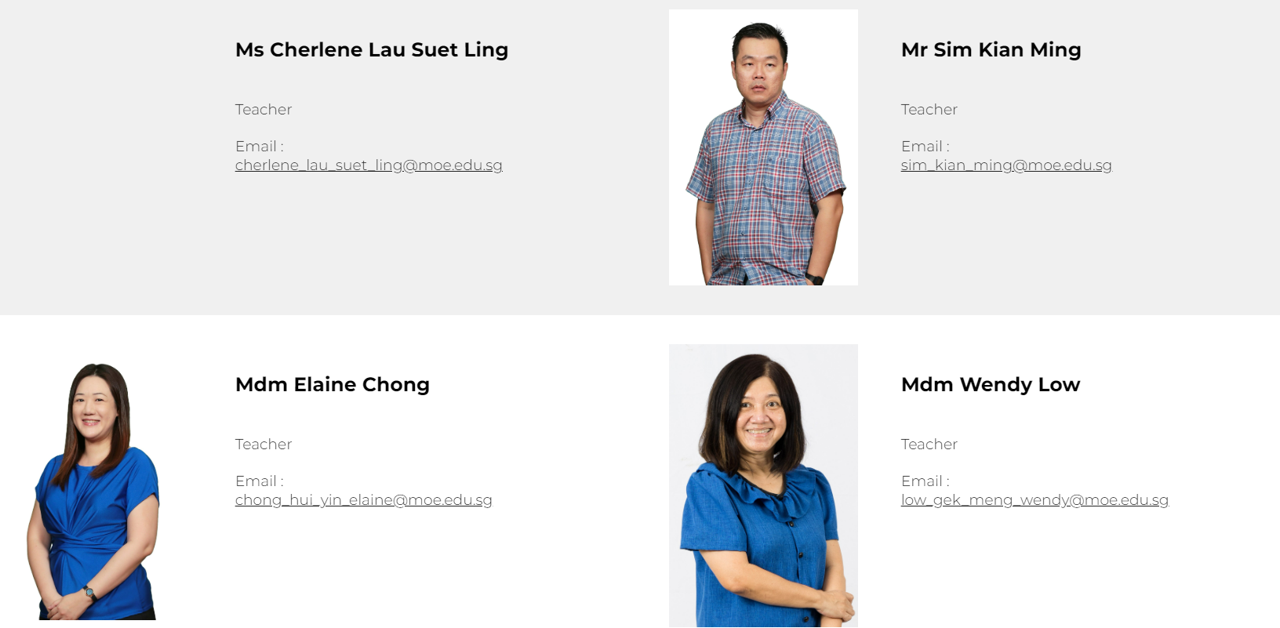 Ms Cherlene Lau Suet Ling
Teacher
Email :
cherlene_lau_suet_ling@moe.edu.sg
Mr Sim Kian Ming
Teacher
Email :
sim_kian_ming@moe.edu.sg
Mdm Elaine Chong
Teacher
Email :
chong_hui_yin_elaine@moe.edu.sg
Mdm Wendy Low
Teacher
Email :
low_gek_meng_wendy@moe.edu.sg